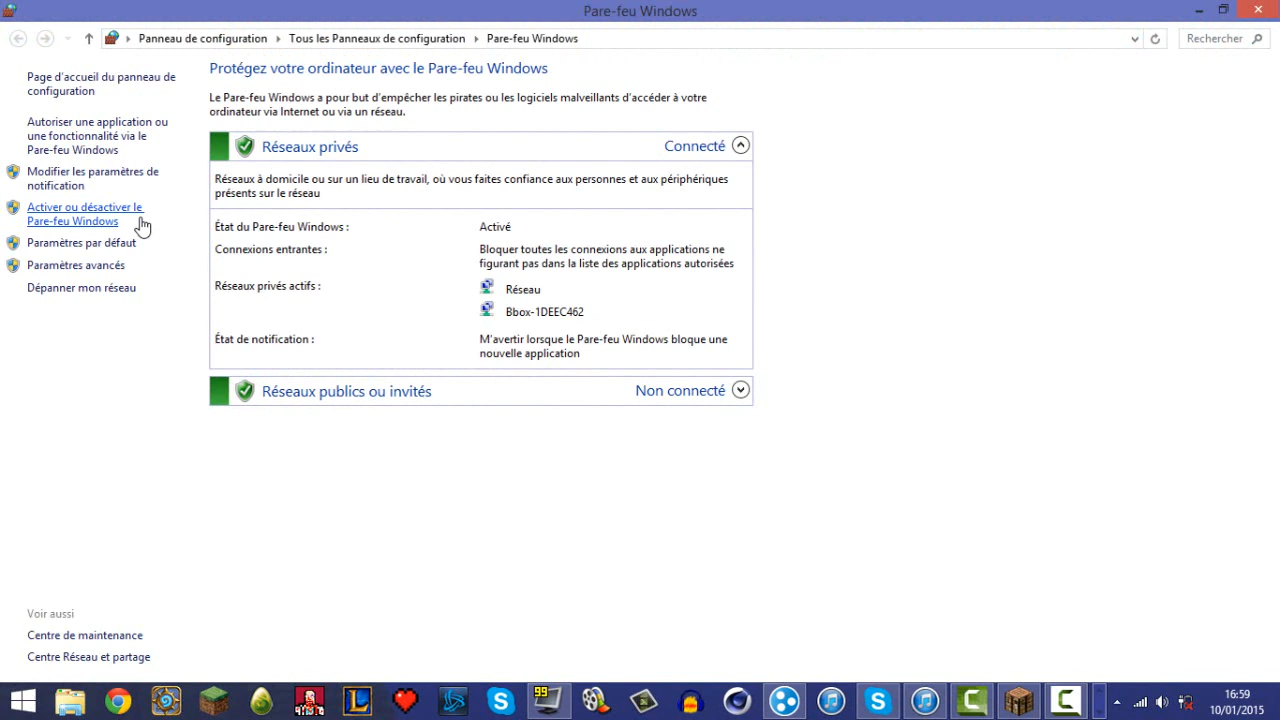 Pare-feu Windows
Panneau de configuration
Tous les Panneaux de configuration
Pare-feu Windows
Rechercher
Page d'accueil du panneau de
configuration
Autoriser une application ou
une fonctionnalité via le
Pare-feu Windows
Modifier les paramètres de
notification
Activer ou désactiver le
Pare-feu Windows
Paramètres par défaut
Paramètres avancés
Dépanner mon réseau
Protégez votre ordinateur avec le Pare-feu Windows
Le Pare-feu Windows a pour but d'empêcher les pirates ou les logiciels malveillants d'accéder à votre
ordinateur via Internet ou via un réseau.
Réseaux privés
Connecté
Réseaux à domicile ou sur un lieu de travail, où vous faites confiance aux personnes et aux périphériques
présents sur le réseau
État du Pare-feu Windows :
Activé
Connexions entrantes :
Bloquer toutes les connexions aux applications ne
figurant pas dans la liste des applications autorisées
Réseaux privés actifs :
Réseau
Bbox-1DEEC462
État de notification :
M'avertir lorsque le Pare-feu Windows bloque une
nouvelle application
Réseaux publics ou invités
Non connecté
Voir aussi
Centre de maintenance
Centre Réseau et partage
99
16:59
10/01/2015